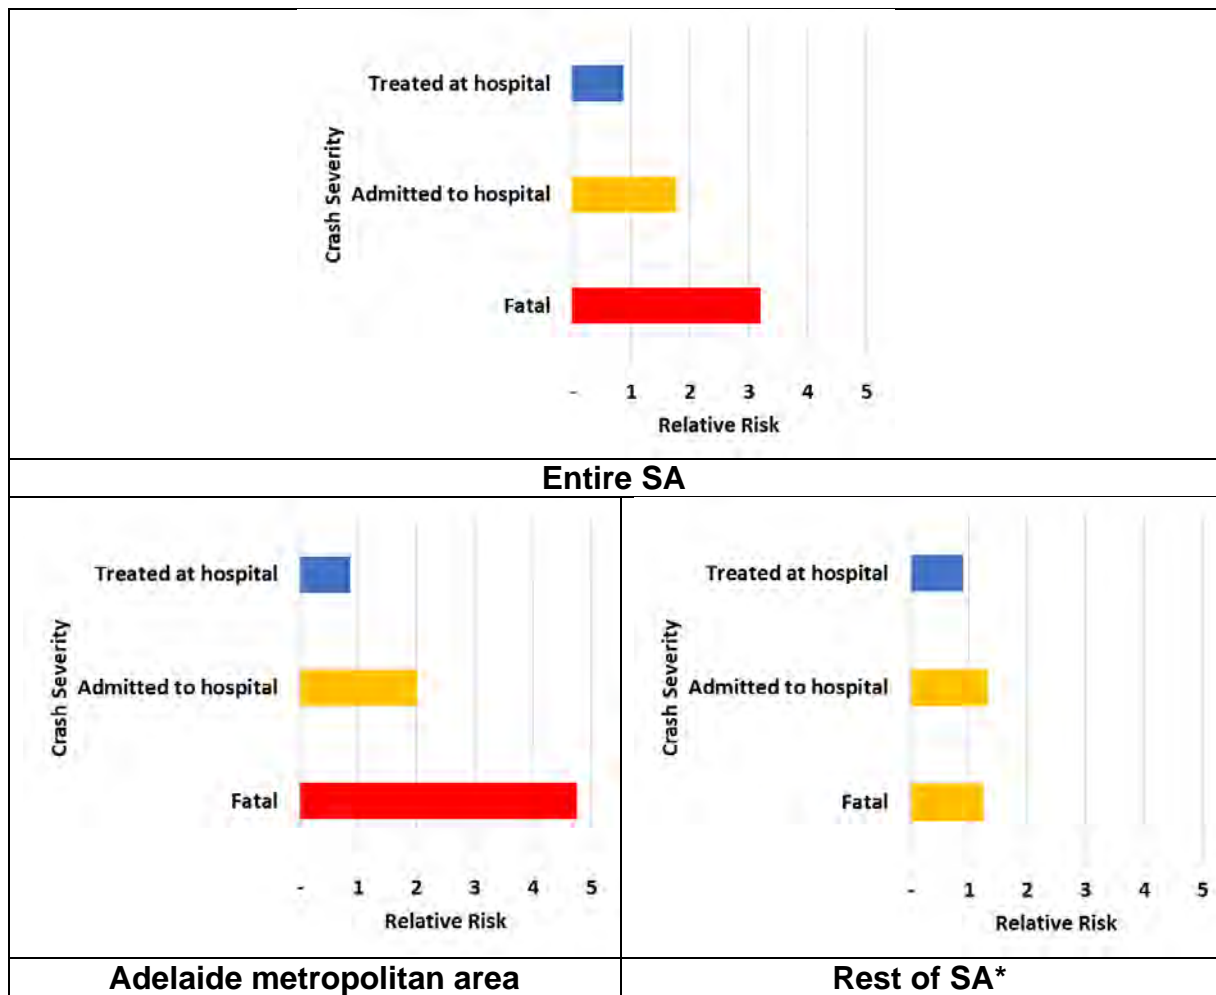 Treated at hospital
Admitted to hospital
Fatal
Crash Severity
- 1 2 3 4 5
Relative Risk
Entire SA
Treated at hospital
Admitted to hospital
Fatal
Crash Severity
- 1 2 3 4 5
Relative Risk
Adelaide metropolitan area
Treated at hospital
Admitted to hospital
Fatal
Crash Severity
- 1 2 3 4 5
Relative Risk
Rest of SA*